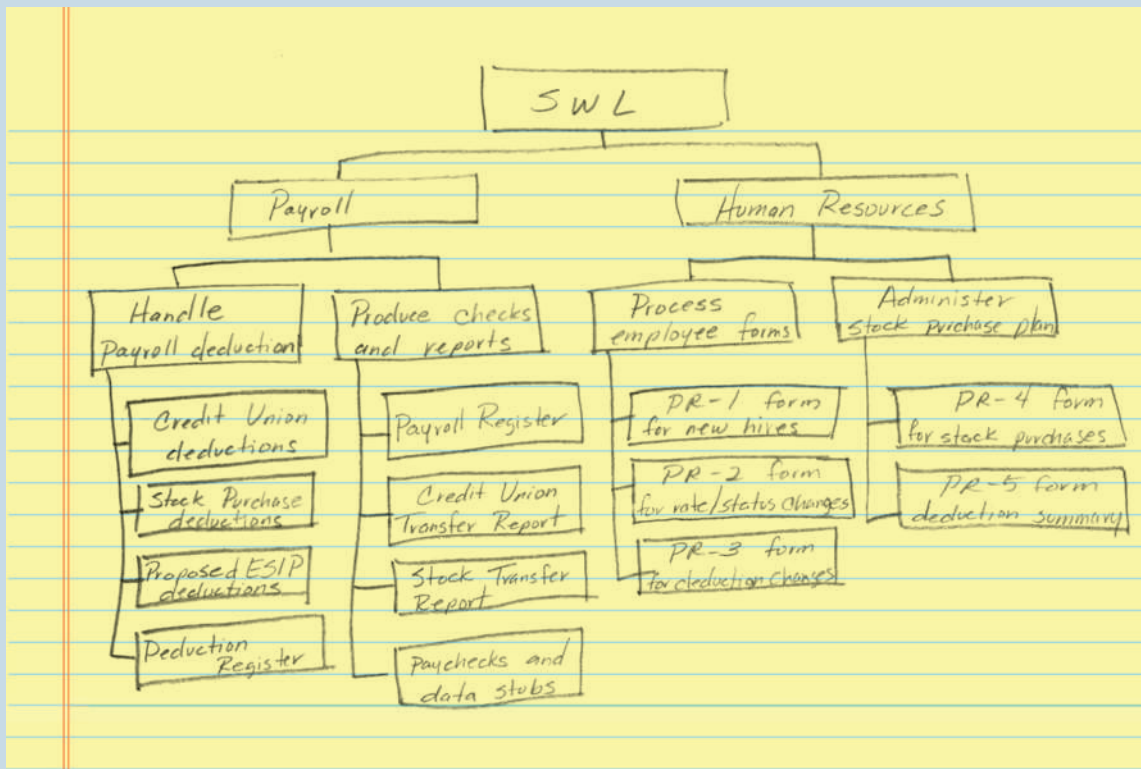 SWL
Payroll
Human Resources
Handle
Payroll deduction
Produce checks
and reports
Process
employee forms
Administer
stock purchase plan
Credit Union
deductions
Stock Purchase
deductions
Proposed ESIP
deductions
Deduction
Register
Payroll Register
Credit Union
Transfer Report
Stock Transfer
Report
Paychecks and
data stubs
PR-1 form
for new hires
PR-2 form
for rate/status changes
PR-3 form
for deduction changes
PR-4 form
for stock purchases
PR-5 form
deduction summary